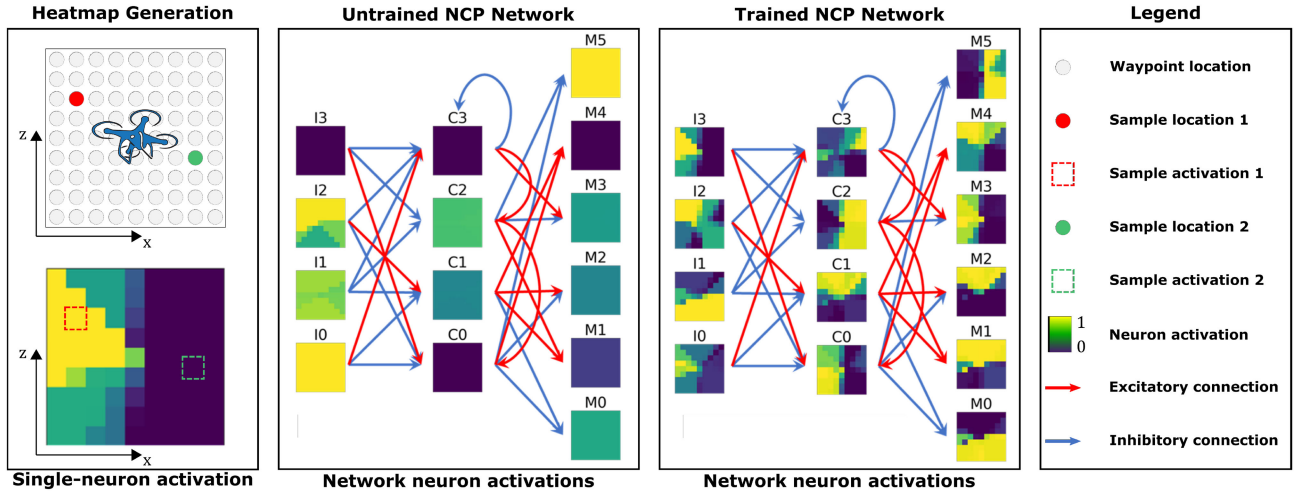 Heatmap Generation
Z
X
Z
X
Single-neuron activation
Untrained NCP Network
I3
I2
I1
I0
C3
C2
C1
C0
M5
M4
M3
M2
M1
M0
Network neuron activations
Trained NCP Network
I3
I2
I1
I0
C3
C2
C1
C0
M5
M4
M3
M2
M1
M0
Network neuron activations
Legend
Waypoint location
Sample location 1
Sample activation 1
Sample location 2
Sample activation 2
1
0
Neuron activation
Excitatory connection
Inhibitory connection